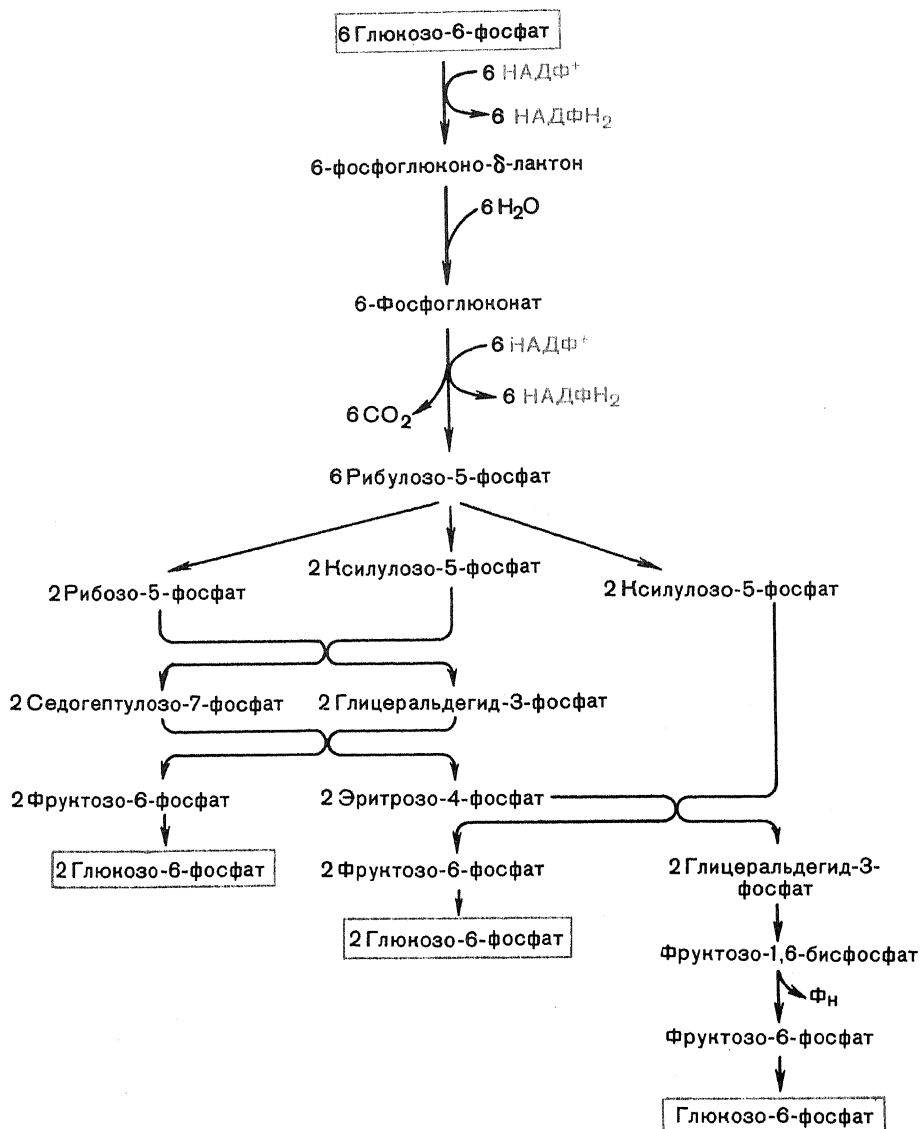 6 Глюкозо-6-фосфат
6 НАДФ⁺
6 НАДФН₂
6-фосфоглюконо-δ-лактон
6 H₂O
6-Фосфоглюконат
6 НАДФ⁺
6 НАДФН₂
6 CO₂
6 Рибулозо-5-фосфат
2 Рибозо-5-фосфат
2 Ксилулозо-5-фосфат
2 Ксилулозо-5-фосфат
2 Седогептулозо-7-фосфат
2 Глицеральдегид-3-фосфат
2 Фруктозо-6-фосфат
2 Эритрозо-4-фосфат
2 Глюкозо-6-фосфат
2 Фруктозо-6-фосфат
2 Глицеральдегид-3-
фосфат
2 Глюкозо-6-фосфат
Фруктозо-1,6-бисфосфат
Фн
Фруктозо-6-фосфат
Глюкозо-6-фосфат